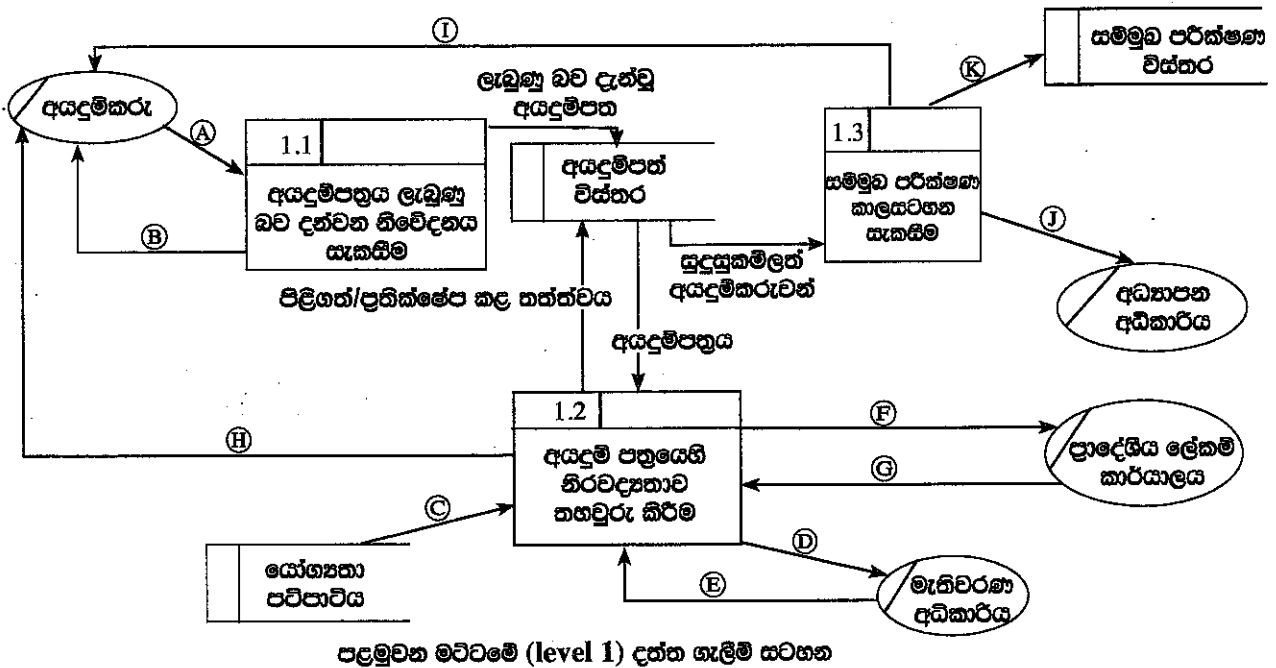 Ⓘ
සම්මුඛ පරීක්ෂණ
විස්තර
Ⓚ
අයදුම්කරු
ලැබුණු බව දැන්වූ
අයදුම්පත
Ⓐ
1.1
අයදුම්පත්‍රය ලැබුණු
බව දන්වන නිවේදනය
සැකසීම
Ⓑ
අයදුම්පත්
විස්තර
1.3
සම්මුඛ පරීක්ෂණ
කාලසටහන
සැකසීම
Ⓙ
සුදුසුකම්ලත්
අයදුම්කරුවන්
අධ්‍යාපන
අධිකාරිය
පිළිගත්/ප්‍රතික්ෂේප කළ තත්ත්වය
අයදුම්පත්‍රය
1.2
අයදුම් පත්‍රයෙහි
නිරවද්‍යතාව
තහවුරු කිරීම
Ⓕ
Ⓖ
ප්‍රාදේශීය ලේකම්
කාර්යාලය
Ⓗ
Ⓒ
යෝග්‍යතා
පටිපාටිය
Ⓓ
Ⓔ
මැතිවරණ
අධිකාරිය
පළමුවන මට්ටමේ (level 1) දත්ත ගැලීම් සටහන